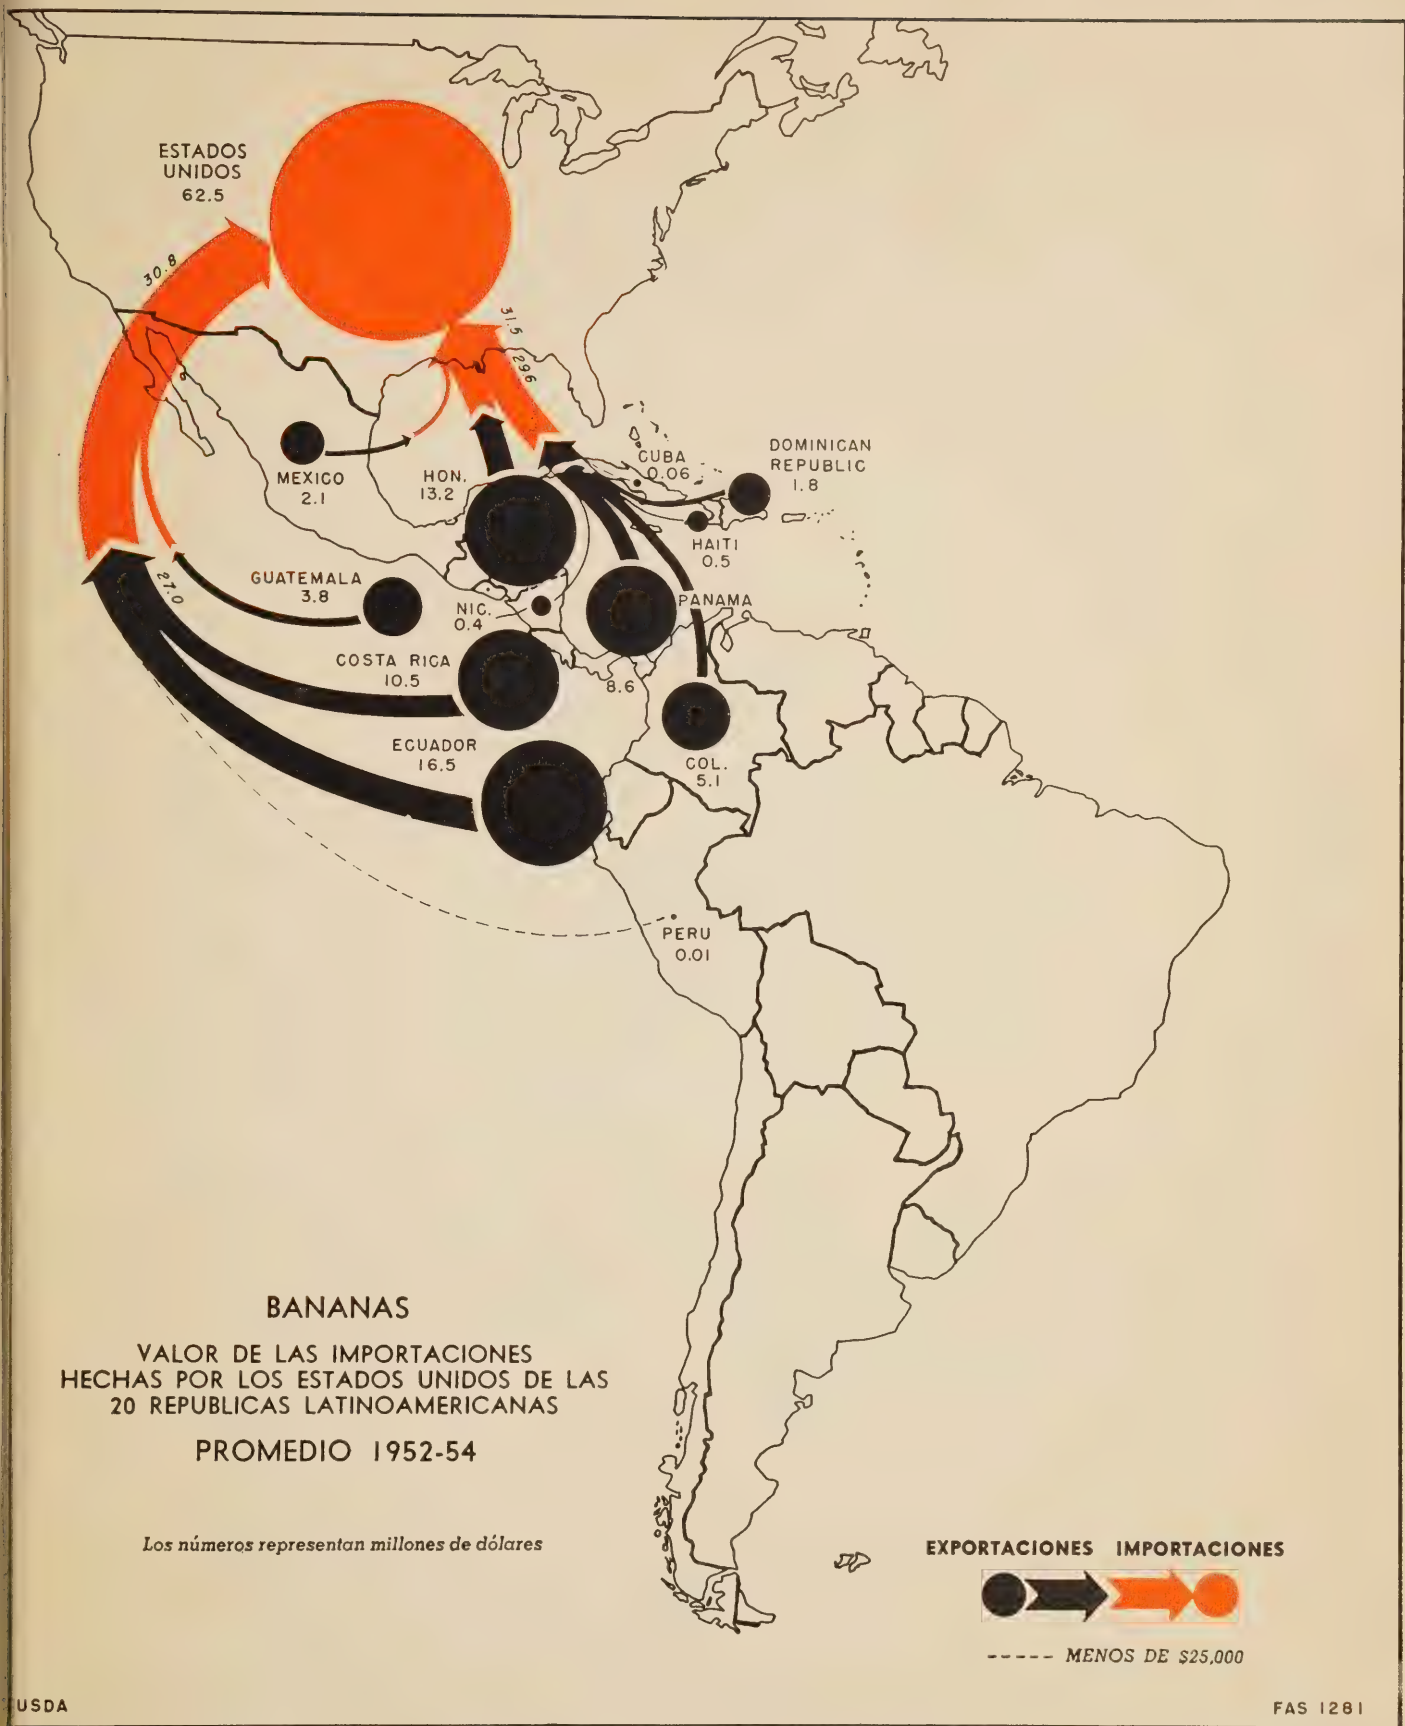 ESTADOS
UNIDOS
62.5
30.8
31.5
29.6
27.0
MEXICO
2.1
HON.
13.2
CUBA
0.06
DOMINICAN
REPUBLIC
1.8
HAITI
0.5
GUATEMALA
3.8
NIC.
0.4
PANAMA
8.6
COSTA RICA
10.5
ECUADOR
16.5
COL.
5.1
PERU
0.01
BANANAS
VALOR DE LAS IMPORTACIONES
HECHAS POR LOS ESTADOS UNIDOS DE LAS
20 REPUBLICAS LATINOAMERICANAS
PROMEDIO 1952-54
Los números representan millones de dólares
EXPORTACIONES IMPORTACIONES
----- MENOS DE $25,000
USDA
FAS 1281